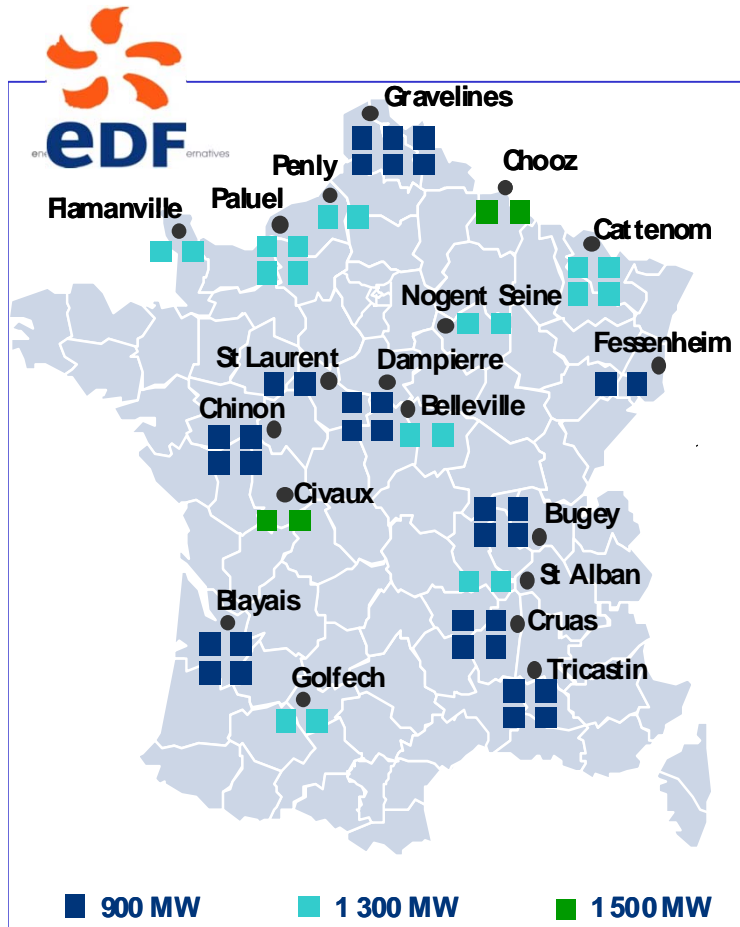 eDF
ernatives
Gravelines
Chooz
Penly
Paluel
Flamanville
Cattenom
Nogent Seine
Fessenheim
St Laurent
Dampierre
Belleville
Chinon
Civaux
Bugey
St Alban
Blayais
Cruas
Tricastin
Golfech
900 MW
1 300 MW
1 500 MW